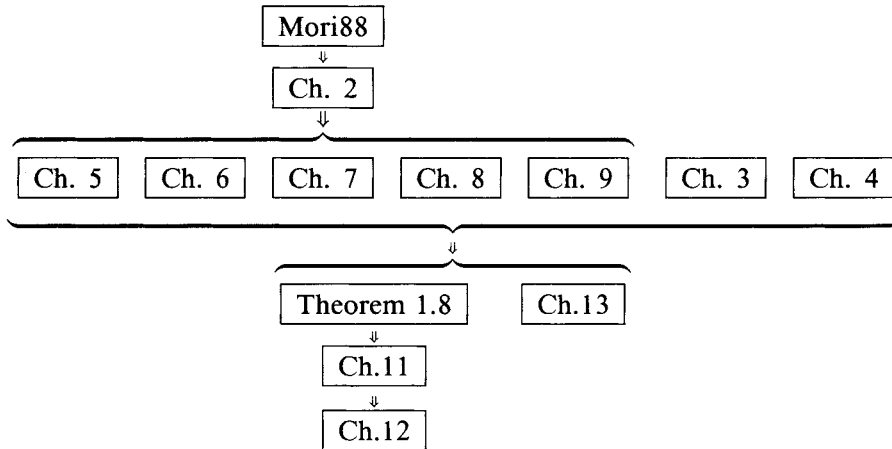 Mori88
⇓
Ch. 2
⇓
Ch. 5 Ch. 6 Ch. 7 Ch. 8 Ch. 9 Ch. 3 Ch. 4
⇓
Theorem 1.8 Ch.13
⇓
Ch.11
⇓
Ch.12